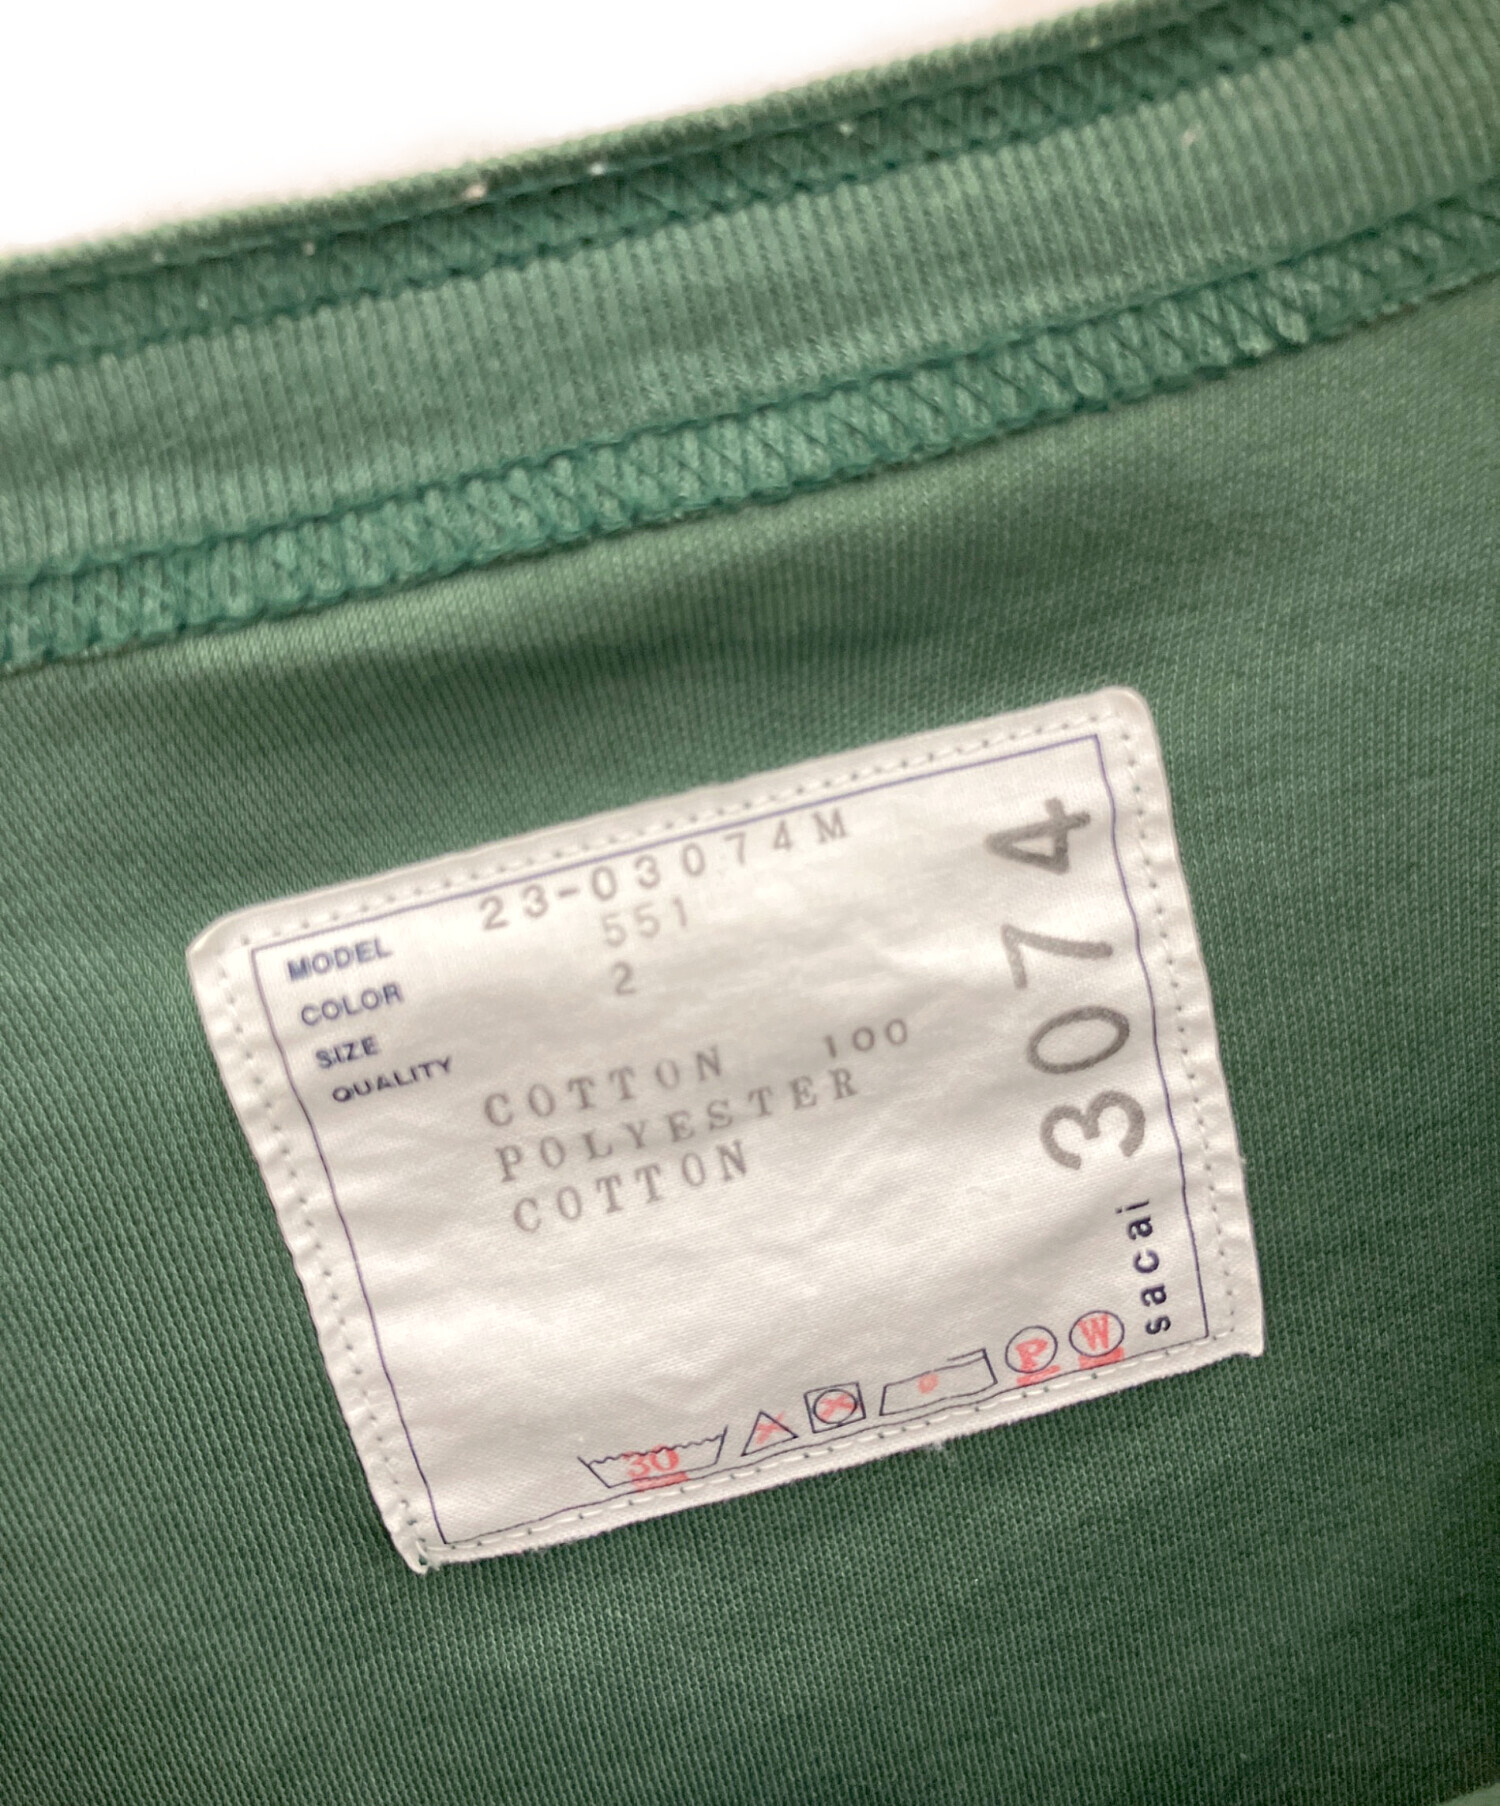 MODEL 23-03074M
COLOR 551
SIZE 2
QUALITY
COTTON 100
POLYESTER
COTTON
30
P
W
sacai 3074